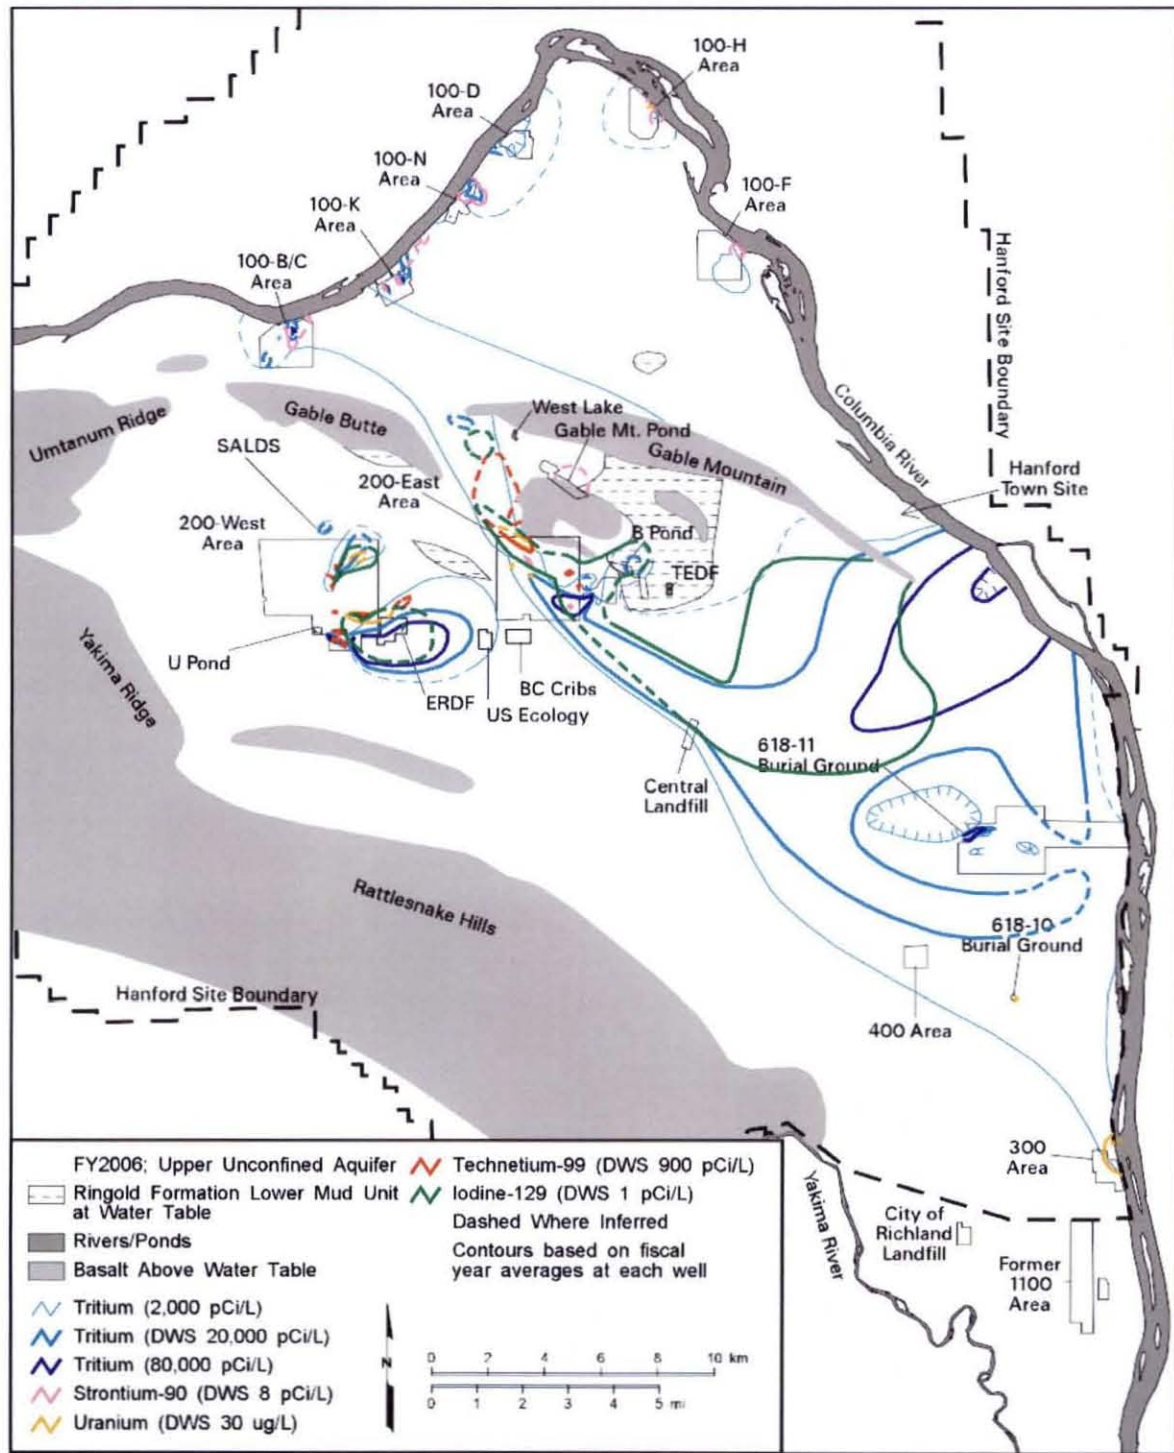 100-H
Area
100-D
Area
100-N
Area
100-F
Area
100-K
Area
100-B/C
Area
Hanford Site Boundary
Columbia River
Umtanum Ridge
Gable Butte
West Lake
Gable Mt. Pond
Gable Mountain
SALDS
200-East
Area
Hanford
Town Site
200-West
Area
B Pond
TEDF
Yakima Ridge
U Pond
ERDF
BC Cribs
US Ecology
618-11
Burial Ground
Central
Landfill
Rattlesnake Hills
618-10
Burial Ground
Hanford Site Boundary
400 Area
300
Area
Yakima River
City of
Richland
Landfill
Former
1100
Area
FY2006; Upper Unconfined Aquifer
Ringold Formation Lower Mud Unit
at Water Table
Rivers/Ponds
Basalt Above Water Table
Tritium (2,000 pCi/L)
Tritium (DWS 20,000 pCi/L)
Tritium (80,000 pCi/L)
Strontium-90 (DWS 8 pCi/L)
Uranium (DWS 30 ug/L)
Technetium-99 (DWS 900 pCi/L)
Iodine-129 (DWS 1 pCi/L)
Dashed Where Inferred
Contours based on fiscal
year averages at each well
N
0 2 4 6 8 10 km
0 1 2 3 4 5 mi